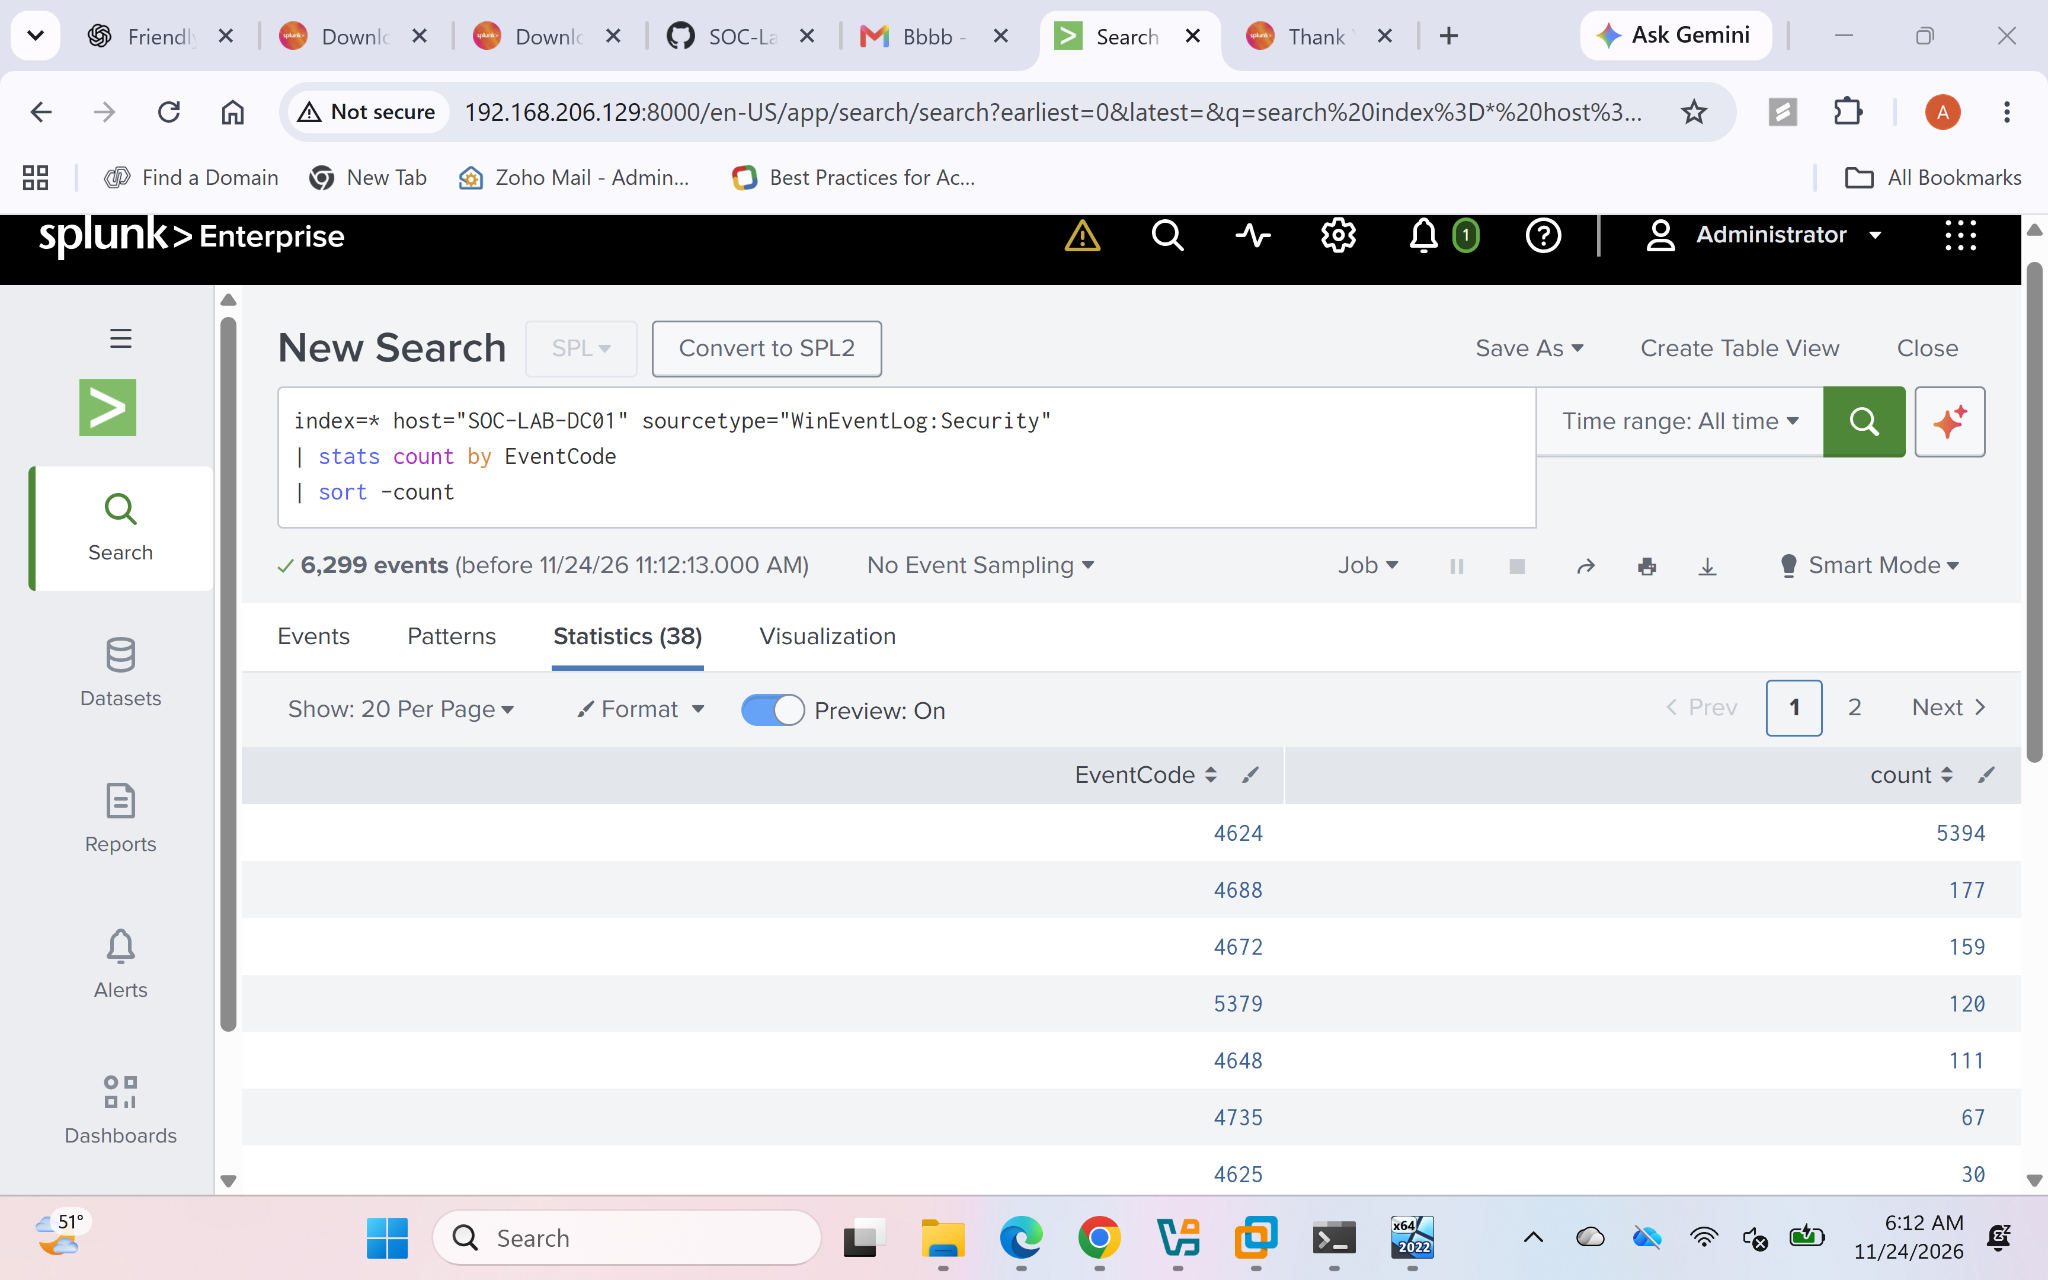 Friendly
Downlo
Downlo
SOC-La
Bbbb -
Search
Thank
Ask Gemini
Not secure
192.168.206.129:8000/en-US/app/search/search?earliest=0&latest=&q=search%20index%3D*%20host%3...
A
Find a Domain
New Tab
Zoho Mail - Admin...
Best Practices for Ac...
All Bookmarks
splunk> Enterprise
1
Administrator
New Search
SPL
Convert to SPL2
Save As
Create Table View
Close
index=* host="SOC-LAB-DC01" sourcetype="WinEventLog:Security"
| stats count by EventCode
| sort -count
Time range: All time
6,299 events (before 11/24/26 11:12:13.000 AM)
No Event Sampling
Job
Smart Mode
Search
Datasets
Reports
Alerts
Dashboards
Events
Patterns
Statistics (38)
Visualization
Show: 20 Per Page
Format
Preview: On
< Prev
1
2
Next >
EventCode
count
4624
5394
4688
177
4672
159
5379
120
4648
111
4735
67
4625
30
51°
Search
x64
2022
6:12 AM
11/24/2026